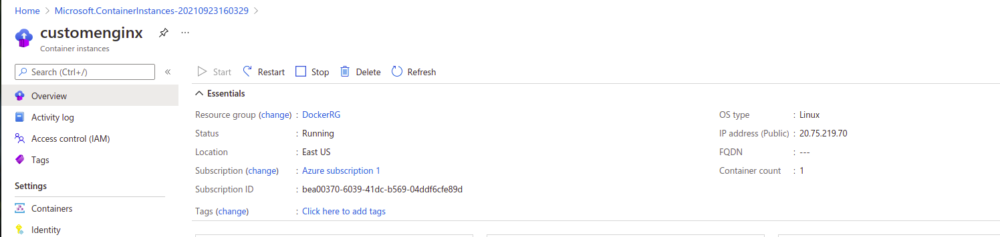 Home > Microsoft.ContainerInstances-20210923160329 >
customenginx ...
Container instances
Search (Ctrl+/) «
Start Restart Stop Delete Refresh
Overview
Activity log
Access control (IAM)
Tags
Settings
Containers
Identity
Essentials
Resource group (change) : DockerRG
Status : Running
Location : East US
Subscription (change) : Azure subscription 1
Subscription ID : bea00370-6039-41dc-b569-04ddf6cfe89d
Tags (change) : Click here to add tags
OS type : Linux
IP address (Public) : 20.75.219.70
FQDN : ---
Container count : 1